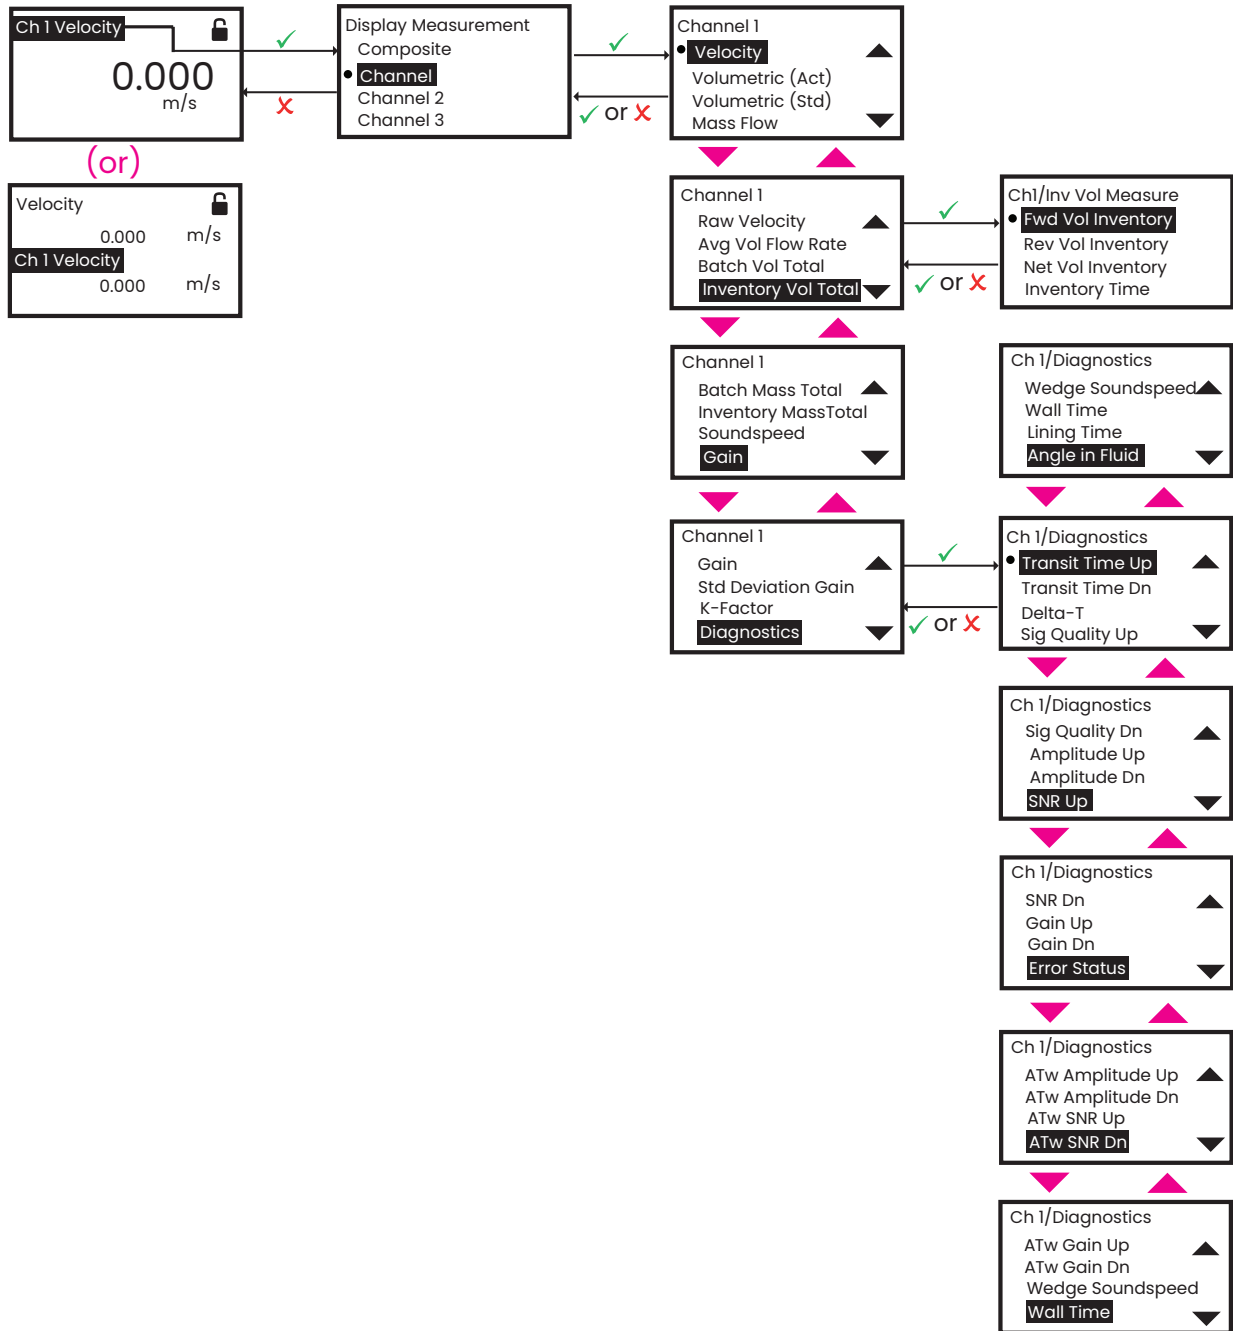 Ch 1 Velocity
0.000
m/s
(or)
Velocity
0.000 m/s
Ch 1 Velocity
0.000 m/s
Display Measurement
Composite
Channel
Channel 2
Channel 3
✓
✗
✓
✓ or ✗
Channel 1
Velocity
Volumetric (Act)
Volumetric (Std)
Mass Flow
Channel 1
Raw Velocity
Avg Vol Flow Rate
Batch Vol Total
Inventory Vol Total
✓
✓ or ✗
Ch1/Inv Vol Measure
Fwd Vol Inventory
Rev Vol Inventory
Net Vol Inventory
Inventory Time
Channel 1
Batch Mass Total
Inventory MassTotal
Soundspeed
Gain
Ch 1/Diagnostics
Wedge Soundspeed
Wall Time
Lining Time
Angle in Fluid
Channel 1
Gain
Std Deviation Gain
K-Factor
Diagnostics
✓
✓ or ✗
Ch 1/Diagnostics
Transit Time Up
Transit Time Dn
Delta-T
Sig Quality Up
Ch 1/Diagnostics
Sig Quality Dn
Amplitude Up
Amplitude Dn
SNR Up
Ch 1/Diagnostics
SNR Dn
Gain Up
Gain Dn
Error Status
Ch 1/Diagnostics
ATw Amplitude Up
ATw Amplitude Dn
ATw SNR Up
ATw SNR Dn
Ch 1/Diagnostics
ATw Gain Up
ATw Gain Dn
Wedge Soundspeed
Wall Time